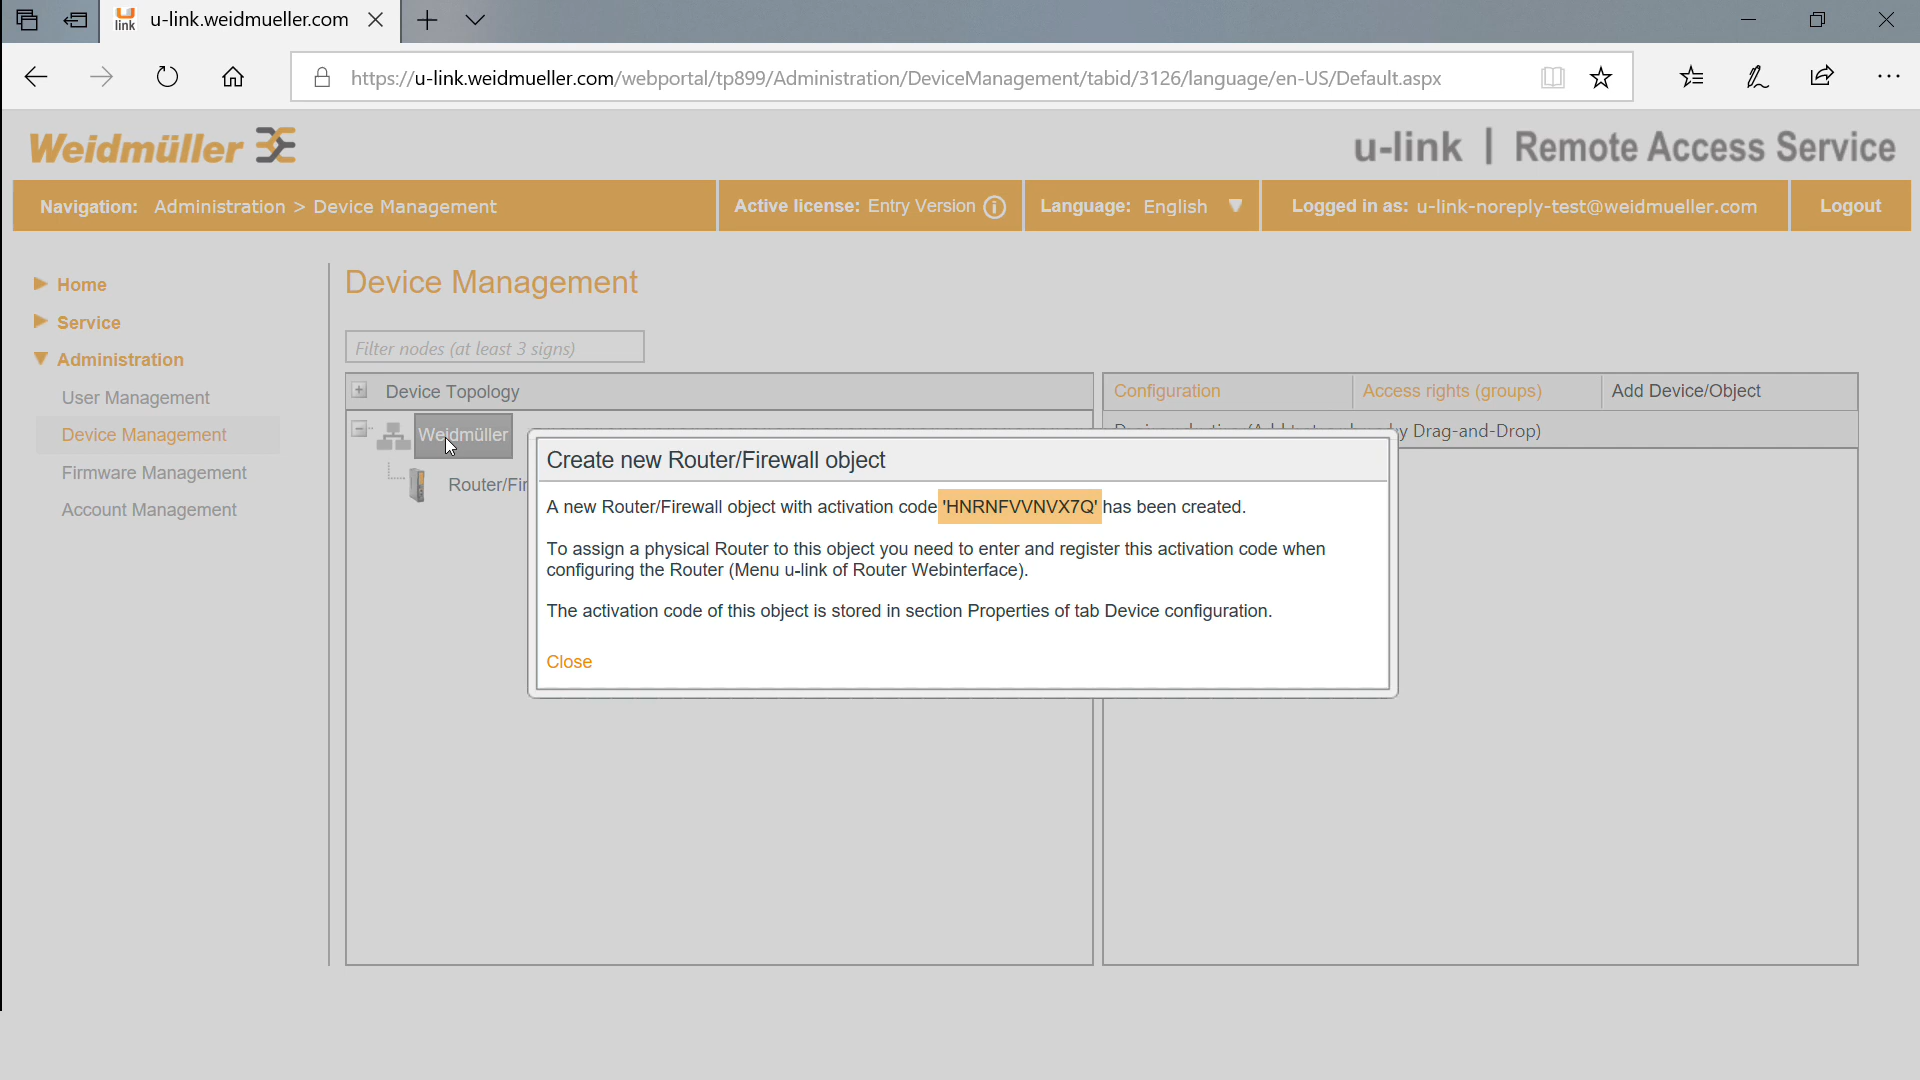 link u-link.weidmueller.com
https://u-link.weidmueller.com/webportal/tp899/Administration/DeviceManagement/tabid/3126/language/en-US/Default.aspx
Weidmüller
u-link | Remote Access Service
Navigation: Administration > Device Management
Active license: Entry Version
Language: English
Logged in as: u-link-noreply-test@weidmueller.com
Logout
Home
Service
Administration
User Management
Device Management
Firmware Management
Account Management
Device Management
Filter nodes (at least 3 signs)
Device Topology
Configuration
Access rights (groups)
Add Device/Object
Weidmüller
y Drag-and-Drop)
Router/Fir
Create new Router/Firewall object
A new Router/Firewall object with activation code 'HNRNFVVNVX7Q' has been created.
To assign a physical Router to this object you need to enter and register this activation code when
configuring the Router (Menu u-link of Router Webinterface).
The activation code of this object is stored in section Properties of tab Device configuration.
Close